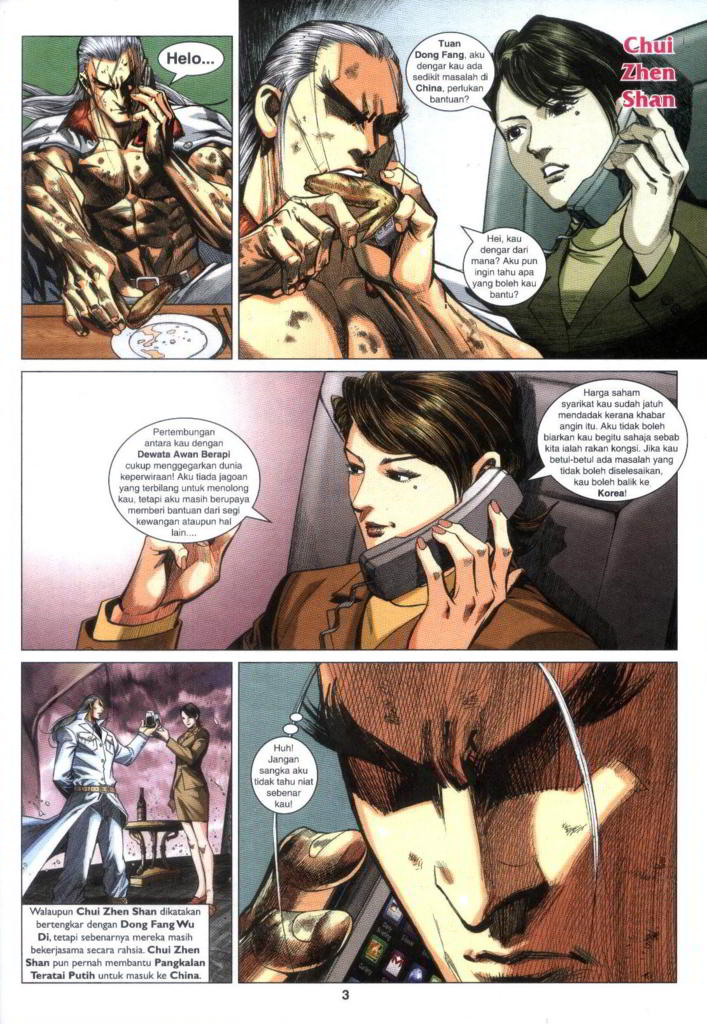 Helo...
Tuan
Dong Fang, aku
dengar kau ada
sedikit masalah di
China, perlukan
bantuan?
Chui
Zhen
Shan
Hei, kau
dengar dari
mana? Aku pun
ingin tahu apa
yang boleh kau
bantu?
Pertembungan
antara kau dengan
Dewata Awan Berapi
cukup menggegarkan dunia
keperwiraan! Aku tiada jagoan
yang terbilang untuk menolong
kau, tetapi aku masih berupaya
memberi bantuan dari segi
kewangan ataupun hal
lain....
Harga saham
syarikat kau sudah jatuh
mendadak kerana khabar
angin itu. Aku tidak boleh
biarkan kau begitu sahaja sebab
kita ialah rakan kongsi. Jika kau
betul-betul ada masalah yang
tidak boleh diselesaikan,
kau boleh balik ke
Korea!
Walaupun Chui Zhen Shan dikatakan
bertengkar dengan Dong Fang Wu
Di, tetapi sebenarnya mereka masih
bekerjasama secara rahsia. Chui Zhen
Shan pun pernah membantu Pangkalan
Teratai Putih untuk masuk ke China.
Huh!
Jangan
sangka aku
tidak tahu niat
sebenar
kau!
3